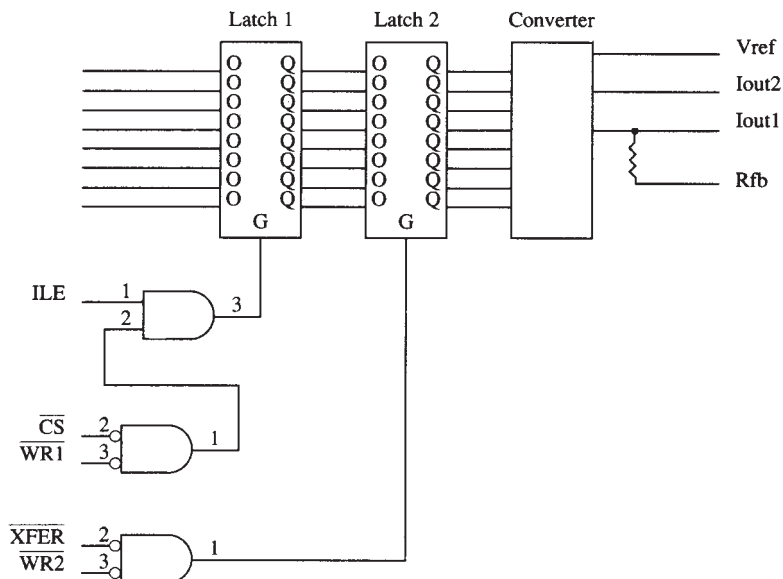 Latch 1 Latch 2 Converter
Vref
O Q O Q
Iout2
O Q O Q
O Q O Q
Iout1
O Q O Q
O Q O Q
O Q O Q
Rfb
O Q O Q
O Q O Q
G G
ILE 1
3
2
CS 2
1
WR1 3
XFER 2
1
WR2 3